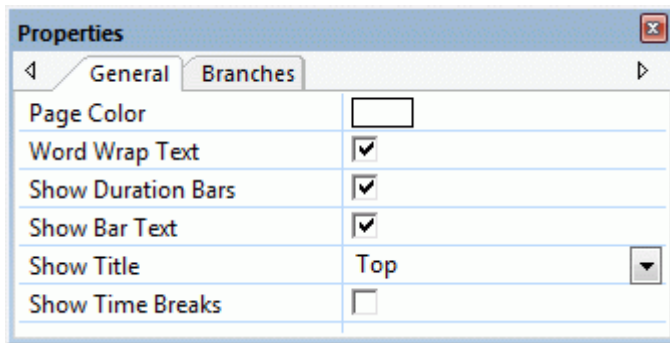 Properties
General Branches
Page Color
Word Wrap Text
Show Duration Bars
Show Bar Text
Show Title Top
Show Time Breaks